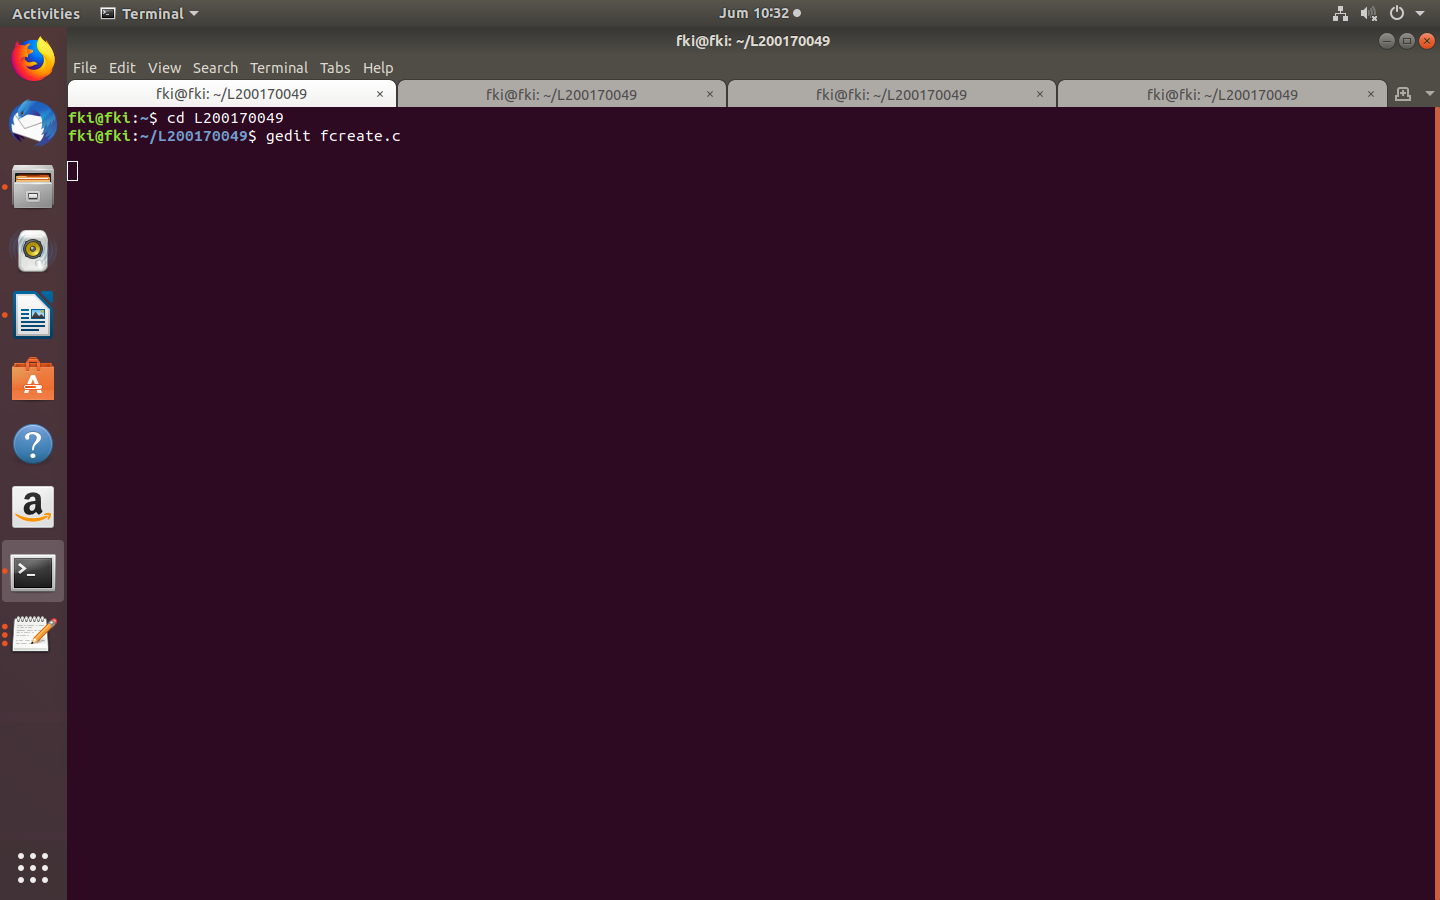 Activities Terminal Jum 10:32
fki@fki: ~/L200170049
File Edit View Search Terminal Tabs Help
fki@fki: ~/L200170049 × fki@fki: ~/L200170049 × fki@fki: ~/L200170049 × fki@fki: ~/L200170049 ×
fki@fki:~$ cd L200170049
fki@fki:~/L200170049$ gedit fcreate.c